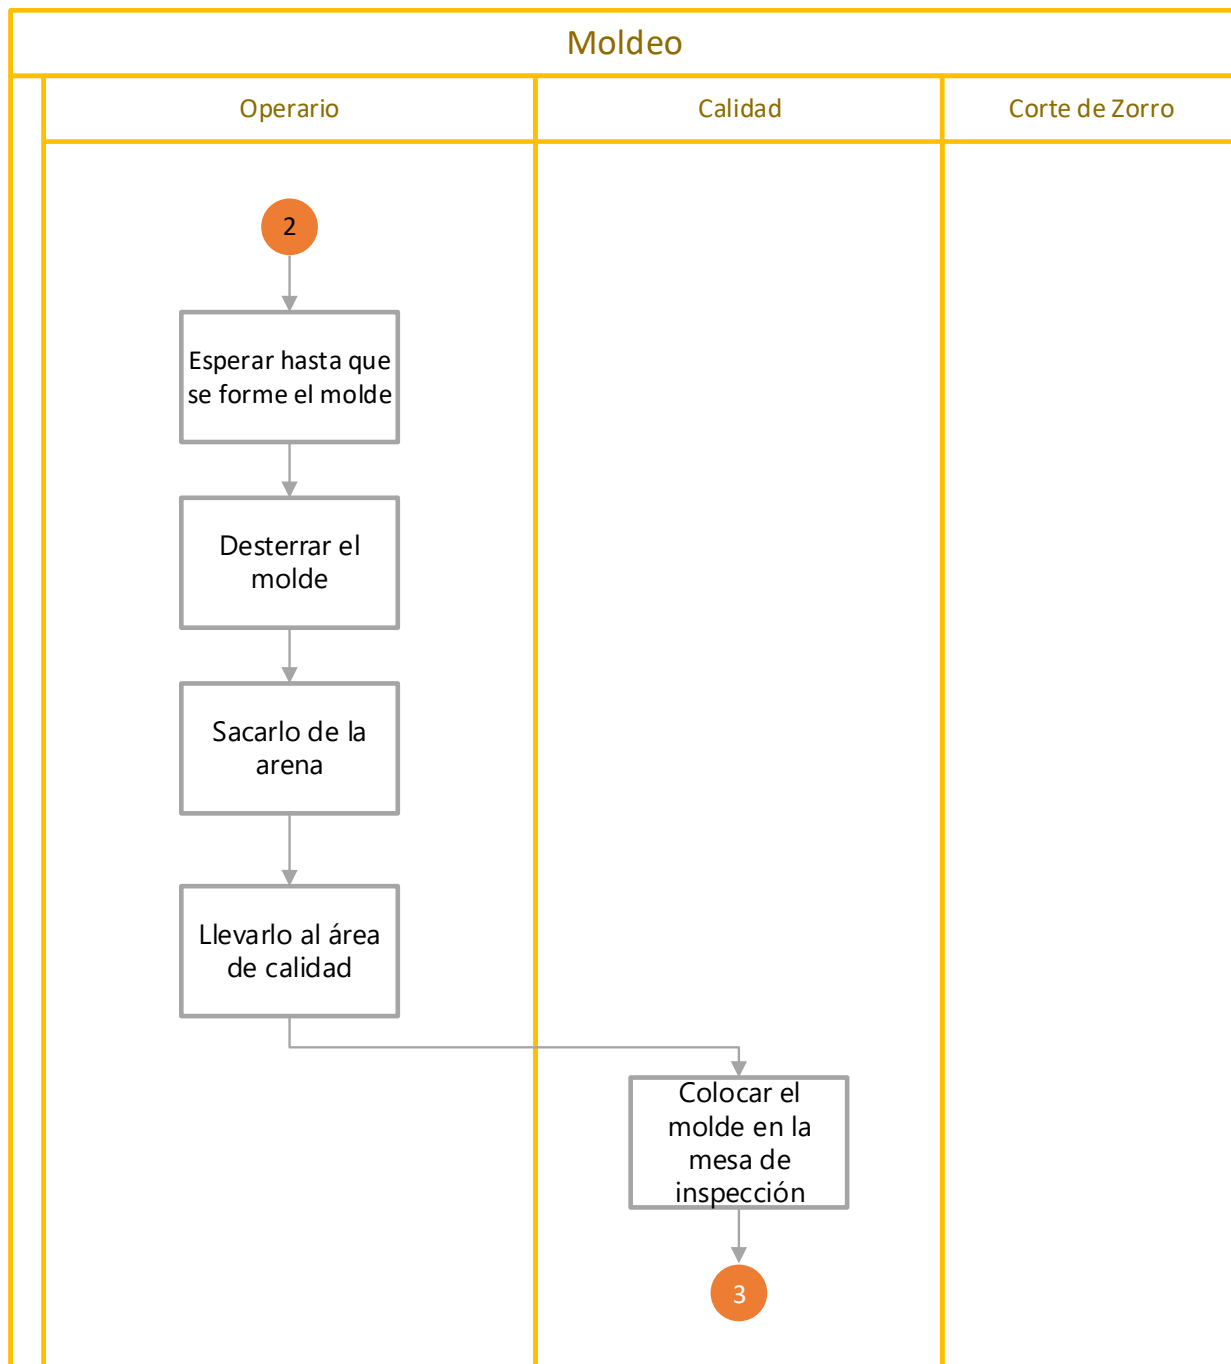 Moldeo
Operario
Calidad
Corte de Zorro
2
Esperar hasta que
se forme el molde
Desterrar el
molde
Sacarlo de la
arena
Llevarlo al área
de calidad
Colocar el
molde en la
mesa de
inspección
3